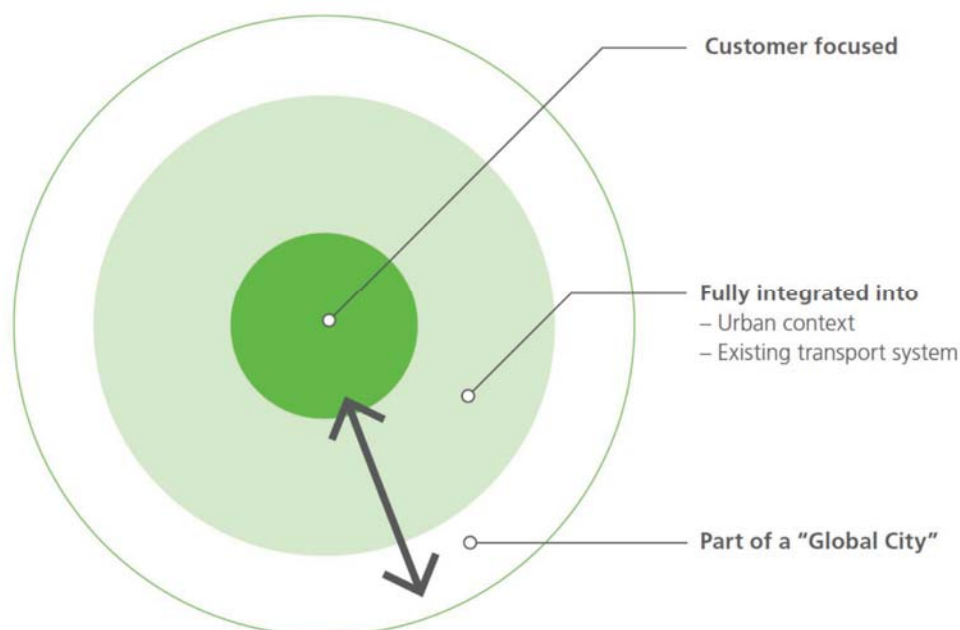 Customer focused
Fully integrated into
– Urban context
– Existing transport system
Part of a “Global City”